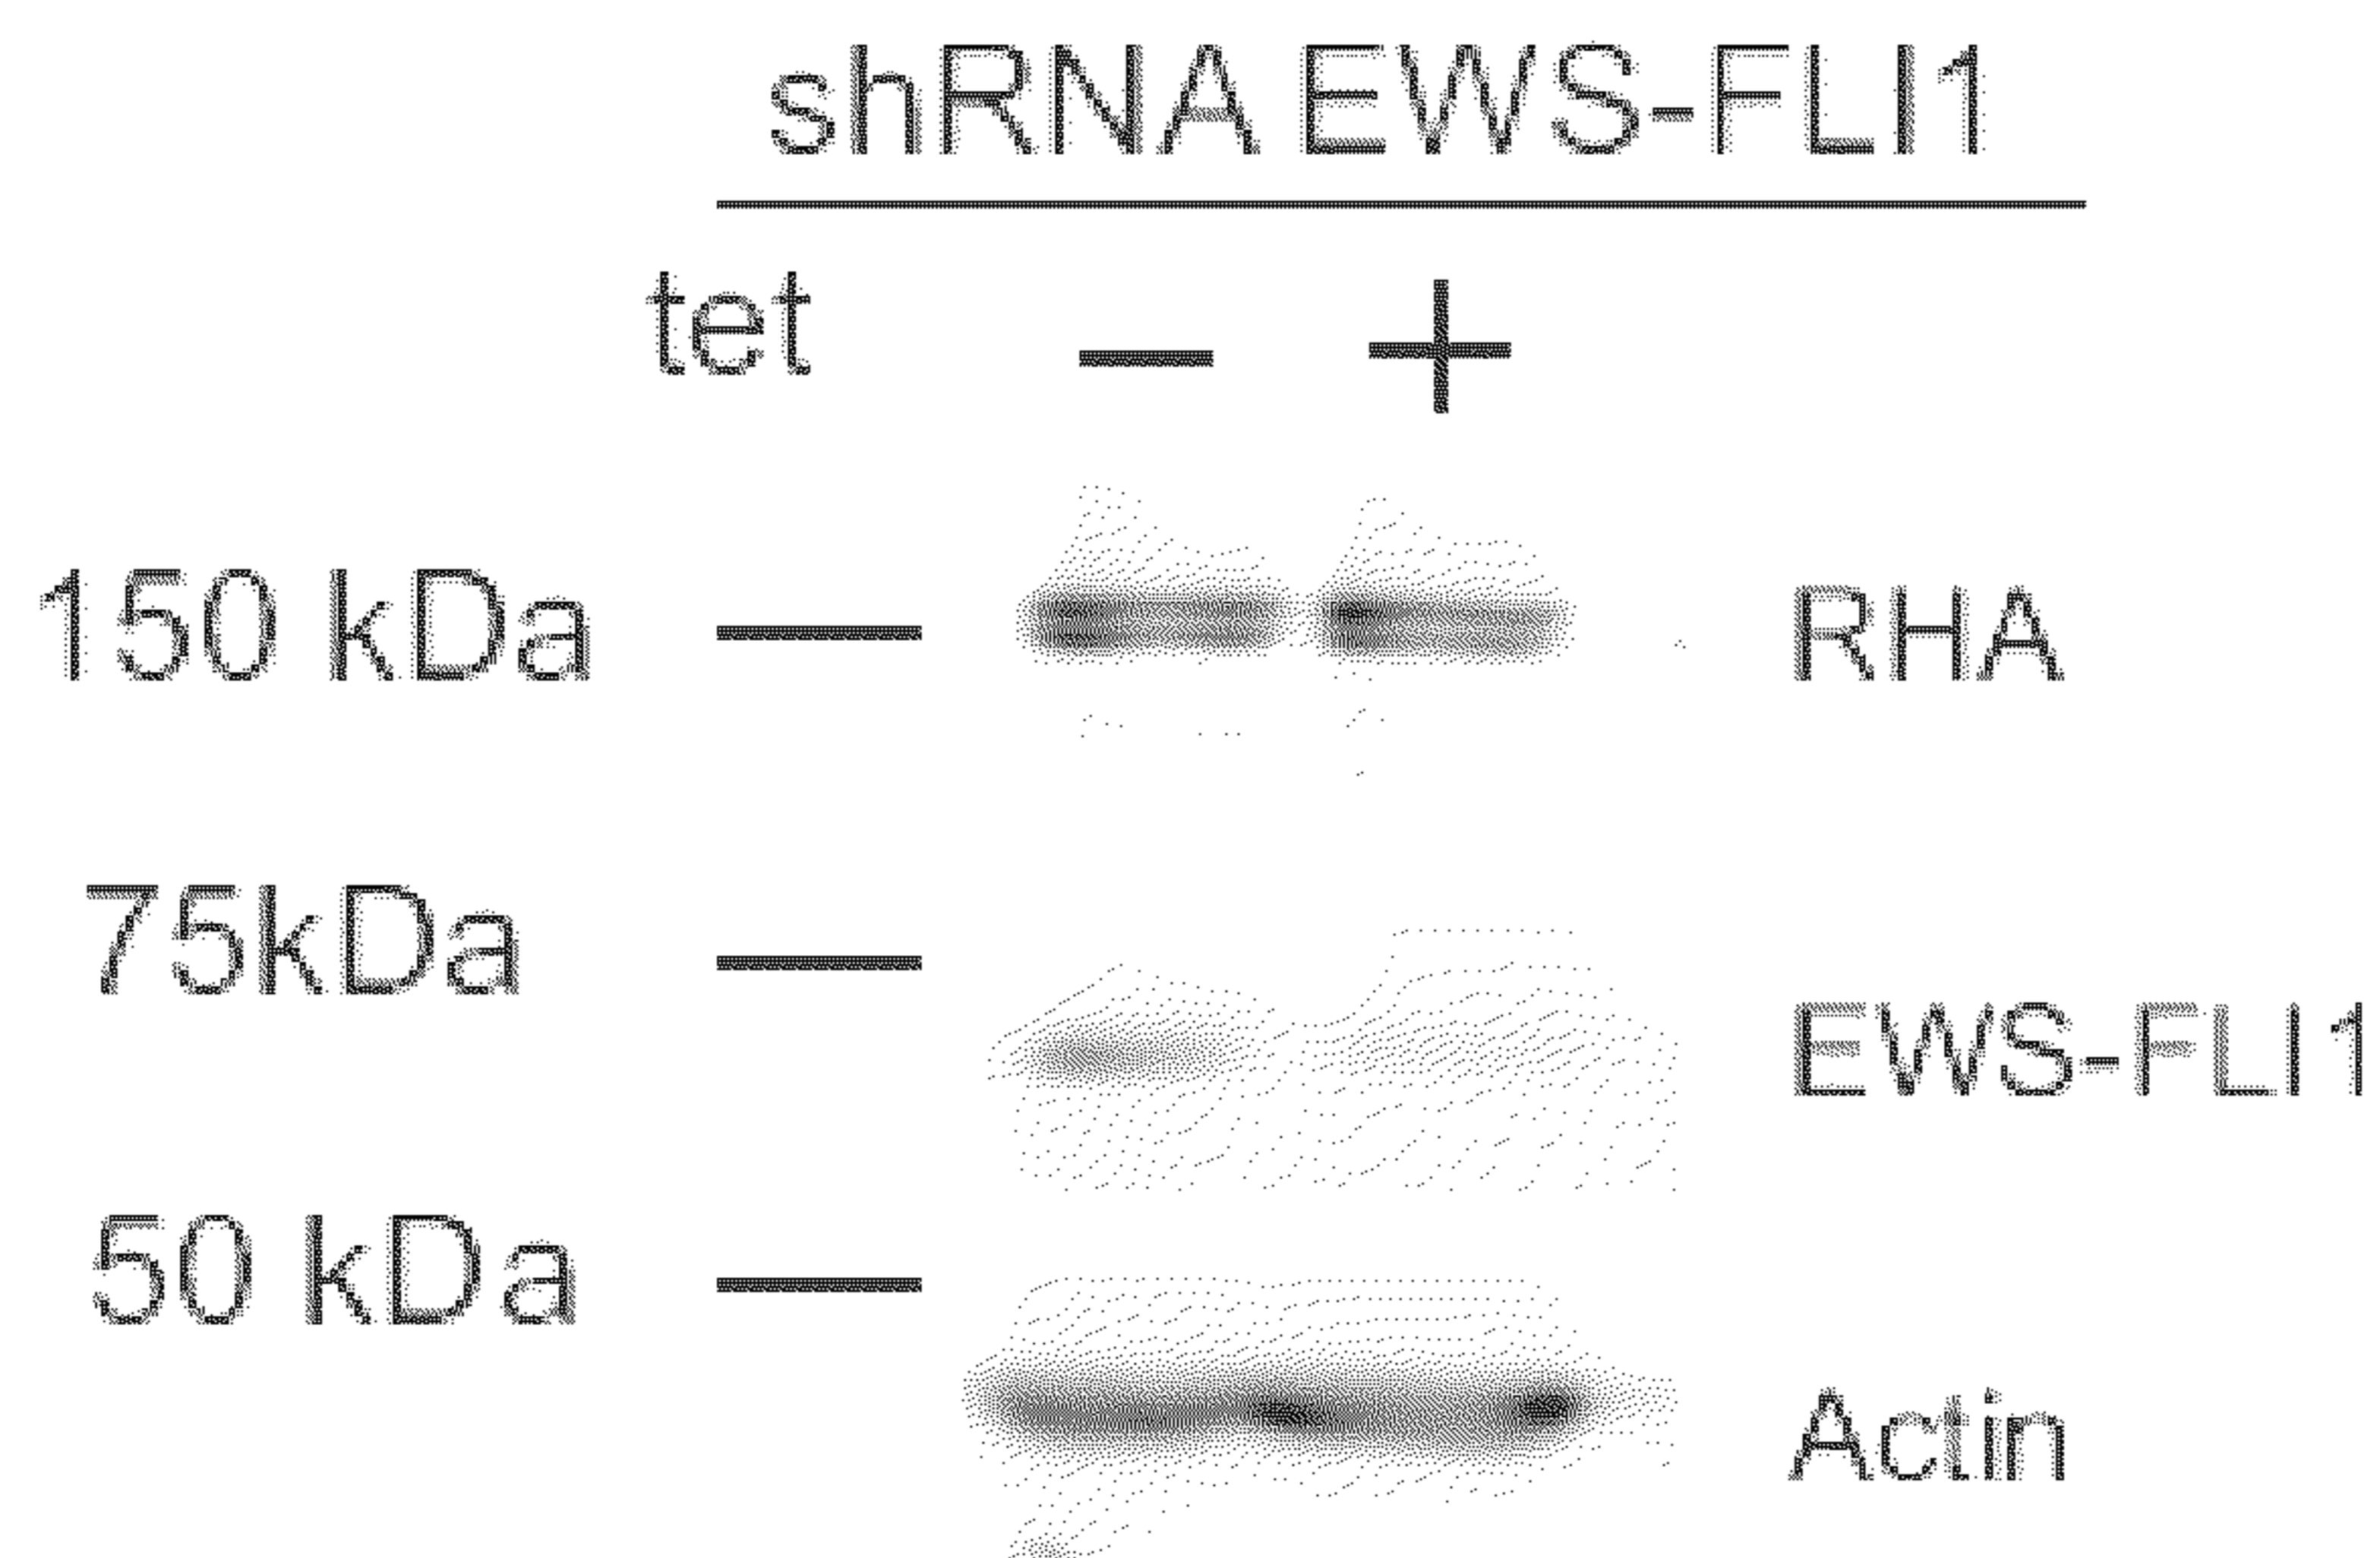 shRNA EWS-FLI1
tet − +
150 kDa RHA
75kDa
EWS-FLI1
50 kDa
Actin